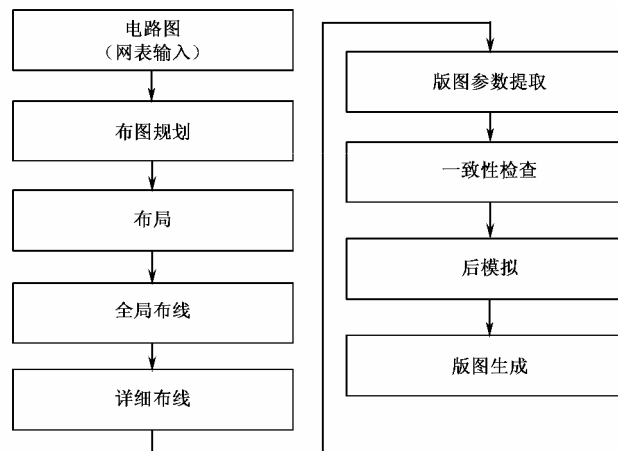 电路图
（网表输入）
布图规划
布局
全局布线
详细布线
版图参数提取
一致性检查
后模拟
版图生成